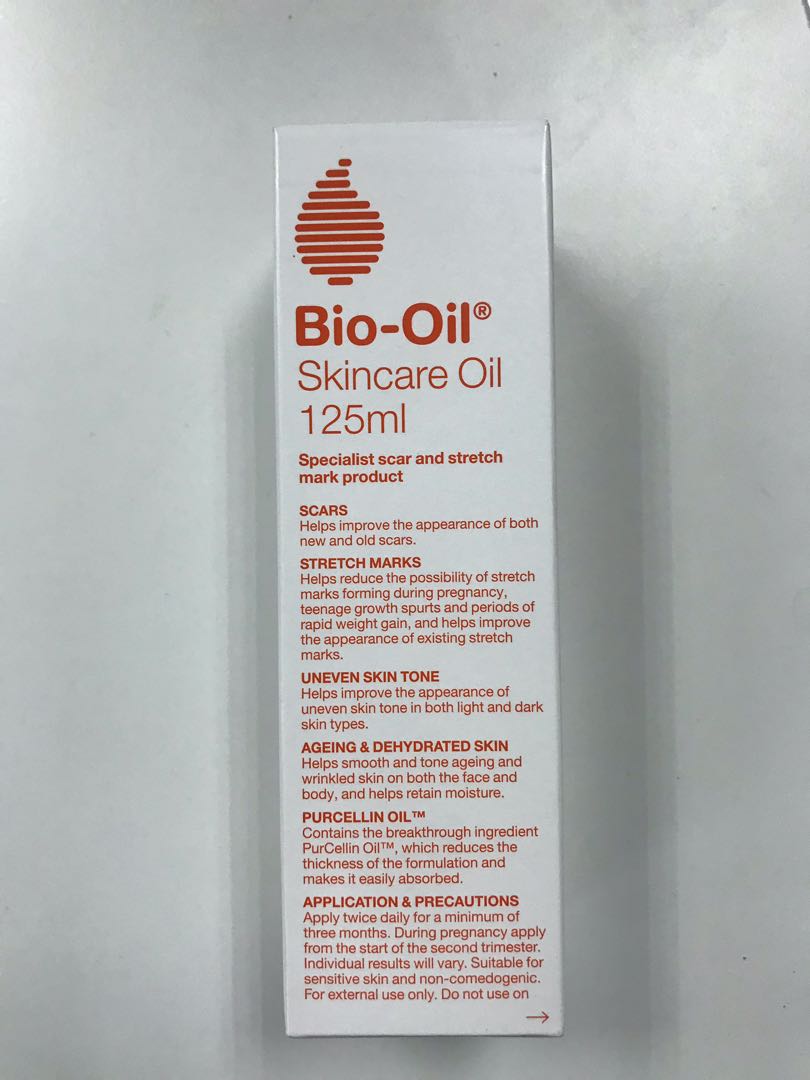 Bio-Oil®
Skincare Oil
125ml
Specialist scar and stretch
mark product
SCARS
Helps improve the appearance of both
new and old scars.
STRETCH MARKS
Helps reduce the possibility of stretch
marks forming during pregnancy,
teenage growth spurts and periods of
rapid weight gain, and helps improve
the appearance of existing stretch
marks.
UNEVEN SKIN TONE
Helps improve the appearance of
uneven skin tone in both light and dark
skin types.
AGEING & DEHYDRATED SKIN
Helps smooth and tone ageing and
wrinkled skin on both the face and
body, and helps retain moisture.
PURCELLIN OIL™
Contains the breakthrough ingredient
PurCellin Oil™, which reduces the
thickness of the formulation and
makes it easily absorbed.
APPLICATION & PRECAUTIONS
Apply twice daily for a minimum of
three months. During pregnancy apply
from the start of the second trimester.
Individual results will vary. Suitable for
sensitive skin and non-comedogenic.
For external use only. Do not use on